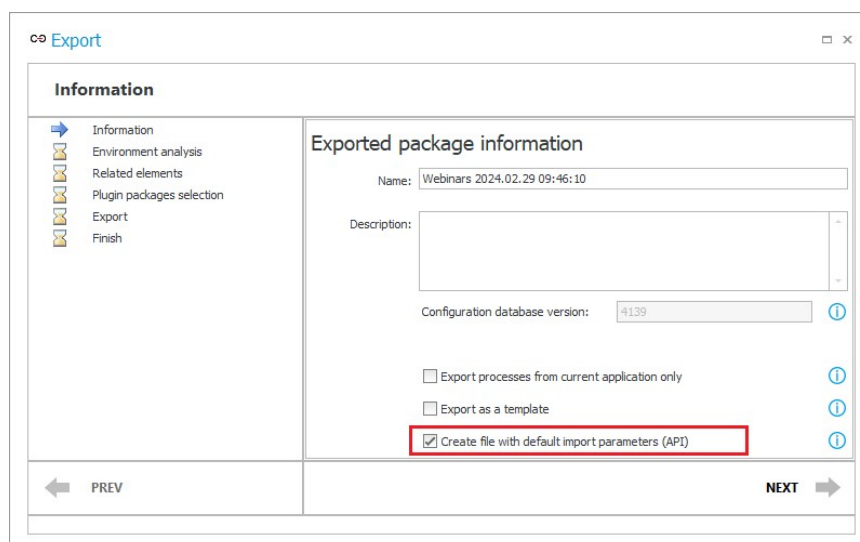 Export
Information
Information
Environment analysis
Related elements
Plugin packages selection
Export
Finish
Exported package information
Name: Webinars 2024.02.29 09:46:10
Description:
Configuration database version: 4139
Export processes from current application only
Export as a template
Create file with default import parameters (API)
PREV
NEXT